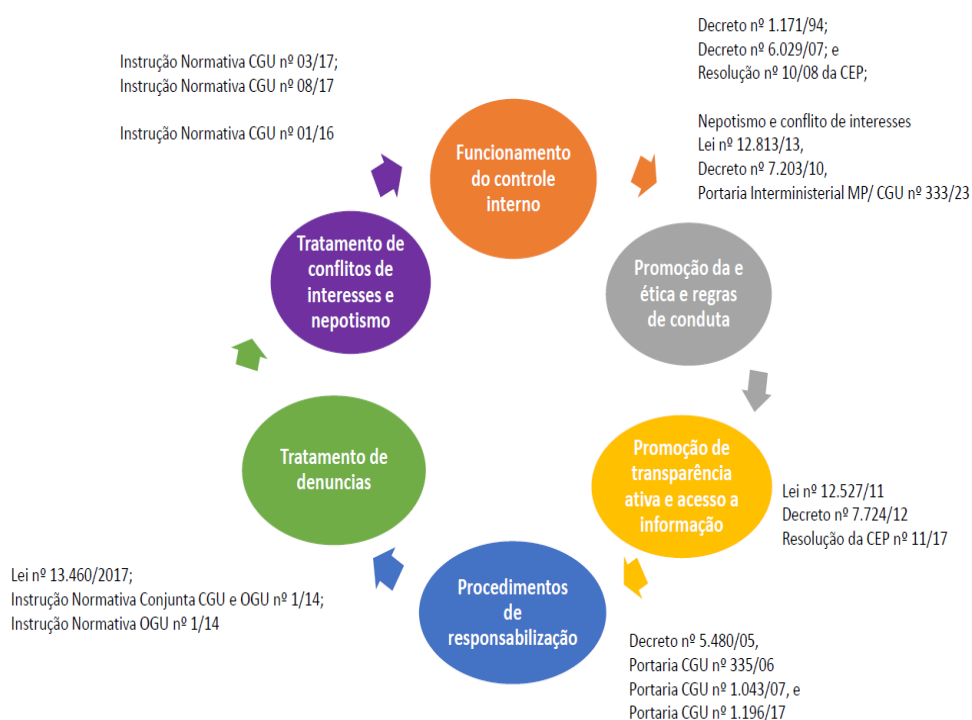 Instrução Normativa CGU nº 03/17;
Instrução Normativa CGU nº 08/17
Instrução Normativa CGU nº 01/16
Funcionamento
do controle
interno
Decreto nº 1.171/94;
Decreto nº 6.029/07; e
Resolução nº 10/08 da CEP;
Nepotismo e conflito de interesses
Lei nº 12.813/13,
Decreto nº 7.203/10,
Portaria Interministerial MP/ CGU nº 333/23
Promoção da e
ética e regras
de conduta
Promoção de
transparência
ativa e acesso a
informação
Lei nº 12.527/11
Decreto nº 7.724/12
Resolução da CEP nº 11/17
Procedimentos
de
responsabilização
Decreto nº 5.480/05,
Portaria CGU nº 335/06
Portaria CGU nº 1.043/07, e
Portaria CGU nº 1.196/17
Tratamento de
denuncias
Lei nº 13.460/2017;
Instrução Normativa Conjunta CGU e OGU nº 1/14;
Instrução Normativa OGU nº 1/14
Tratamento de
conflitos de
interesses e
nepotismo